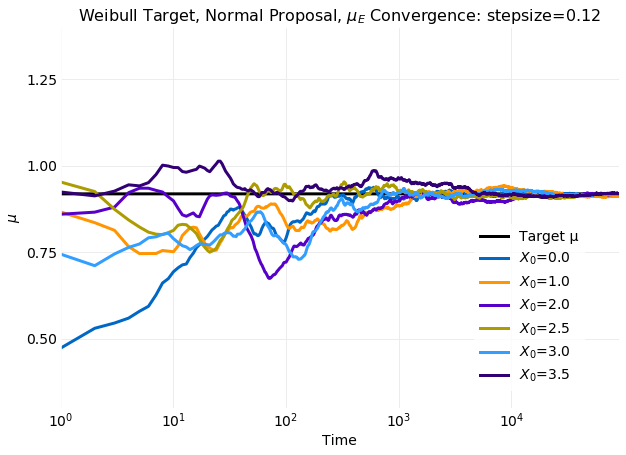 Weibull Target, Normal Proposal, $\mu_E$ Convergence: stepsize=0.12
1.25
1.00
0.75
0.50
μ
Target μ
$X_0$=0.0
$X_0$=1.0
$X_0$=2.0
$X_0$=2.5
$X_0$=3.0
$X_0$=3.5
$10^0$ $10^1$ $10^2$ $10^3$ $10^4$
Time